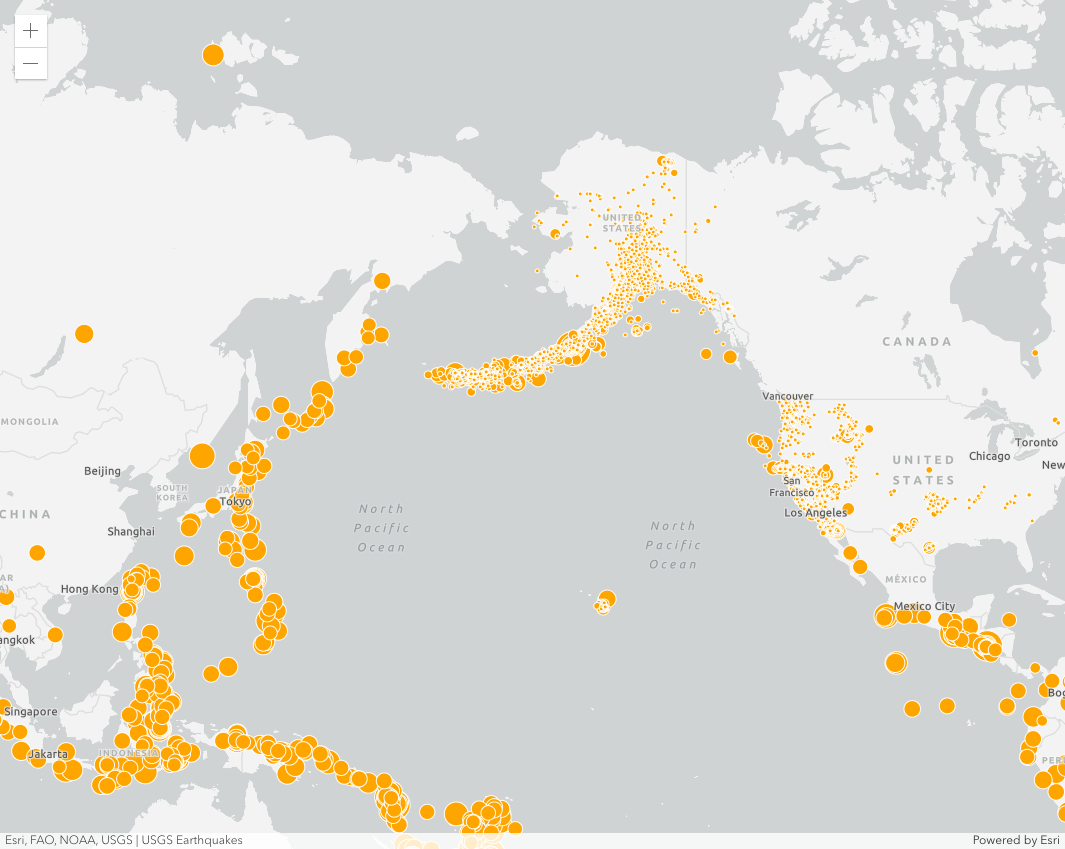 +
−
UNITED
STATES
CANADA
MONGOLIA
Vancouver
Beijing
Toronto
Chicago
New
UNITED
STATES
SOUTH
KOREA
JAPAN
Tokyo
San
Francisco
CHINA
Shanghai
Los Angeles
North
Pacific
Ocean
North
Pacific
Ocean
AR
A)
Hong Kong
MÉXICO
Mexico City
angkok
Bog
Singapore
Jakarta
INDONESIA
PER
Esri, FAO, NOAA, USGS | USGS Earthquakes
Powered by Esri